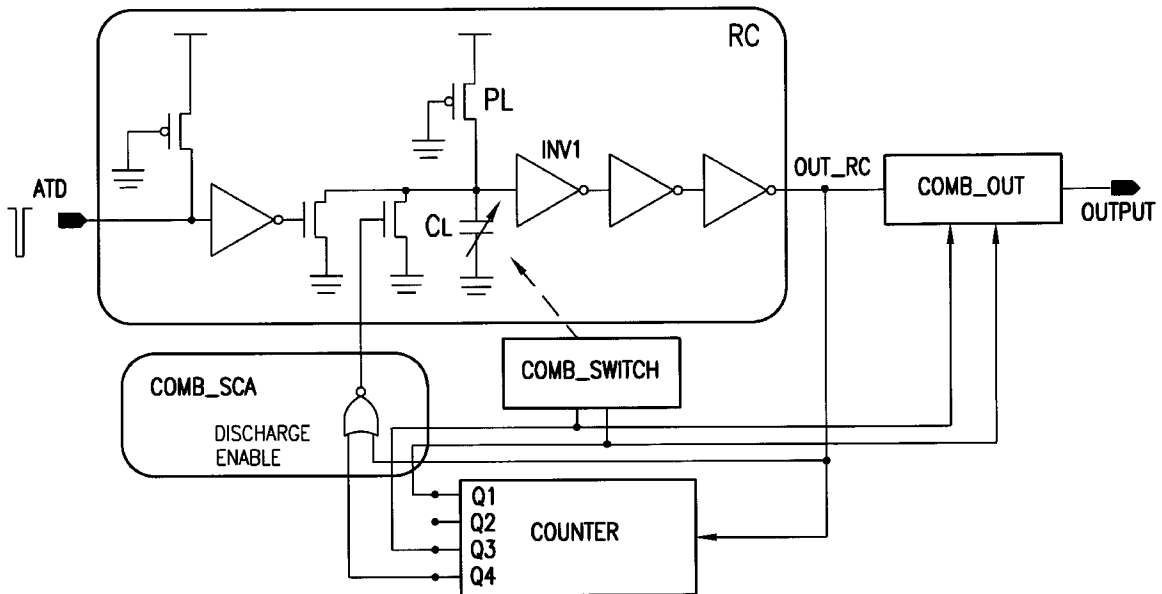 RC
PL
INV1
OUT_RC
COMB_OUT
ATD
OUTPUT
CL
COMB_SWITCH
COMB_SCA
DISCHARGE
ENABLE
Q1
Q2
COUNTER
Q3
Q4